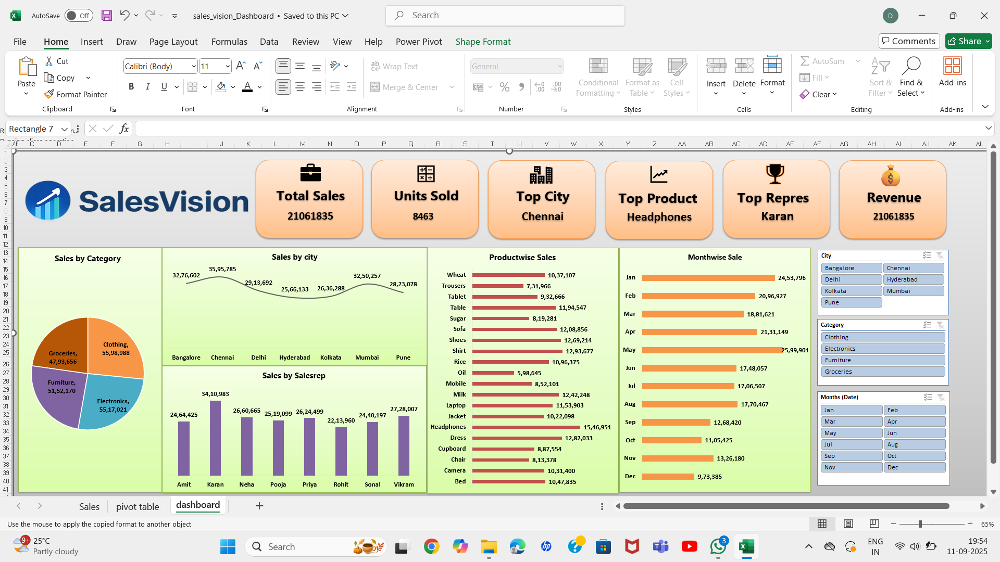 AutoSave Off sales_vision_Dashboard • Saved to this PC Search D
File Home Insert Draw Page Layout Formulas Data Review View Help Power Pivot Shape Format Comments Share
Paste Cut Copy Format Painter Clipboard
Calibri (Body) 11 B I U A Font
ab Wrap Text Merge & Center Alignment
General % Number
Conditional Formatting Format as Table Cell Styles Styles
Insert Delete Format Cells
AutoSum Fill Clear Sort & Filter Find & Select Editing
Add-ins Add-ins
Rectangle 7 fx
C D E F G H I J K L M N O P Q R S T U V W X Y Z AA AB AC AD AE AF AG AH AI AJ AK AL
1
2
3
4
5
6
7
8
9
10
11
12
13
14
15
16
17
18
19
20
21
22
23
24
25
26
27
28
29
30
31
32
33
34
35
36
37
38
39
40
41
SalesVision
Total Sales
21061835
Units Sold
8463
Top City
Chennai
Top Product
Headphones
Top Repres
Karan
Revenue
21061835
Sales by Category
Clothing,
55,98,988
Groceries,
47,93,656
Furniture,
51,52,170
Electronics,
55,17,021
Sales by city
32,76,602 35,95,785 29,13,692 25,66,133 26,36,288 32,50,257 28,23,078
Bangalore Chennai Delhi Hyderabad Kolkata Mumbai Pune
Sales by Salesrep
24,64,425 34,10,983 26,60,665 25,19,099 26,24,499 22,13,960 24,40,197 27,28,007
Amit Karan Neha Pooja Priya Rohit Sonal Vikram
Productwise Sales
Wheat 10,37,107
Trousers 7,31,966
Tablet 9,32,666
Table 11,94,547
Sugar 8,19,281
Sofa 12,08,856
Shoes 12,69,214
Shirt 12,93,677
Rice 10,96,375
Oil 5,98,645
Mobile 8,52,101
Milk 12,42,248
Laptop 11,53,903
Jacket 10,22,098
Headphones 15,46,951
Dress 12,82,033
Cupboard 8,87,554
Chair 8,13,378
Camera 10,31,400
Bed 10,47,835
Monthwise Sale
Jan 24,53,796
Feb 20,96,927
Mar 18,81,621
Apr 21,31,149
May 25,99,901
Jun 17,48,057
Jul 17,06,507
Aug 17,70,467
Sep 12,68,420
Oct 11,05,425
Nov 13,26,180
Dec 9,73,385
City
Bangalore Chennai
Delhi Hyderabad
Kolkata Mumbai
Pune
Category
Clothing
Electronics
Furniture
Groceries
Months (Date)
Jan Feb
Mar Apr
May Jun
Jul Aug
Sep Oct
Nov Dec
Sales pivot table dashboard
Use the mouse to apply the copied format to another object 65%
9+ 25°C
Partly cloudy
Search
3
ENG
IN
19:54
11-09-2025